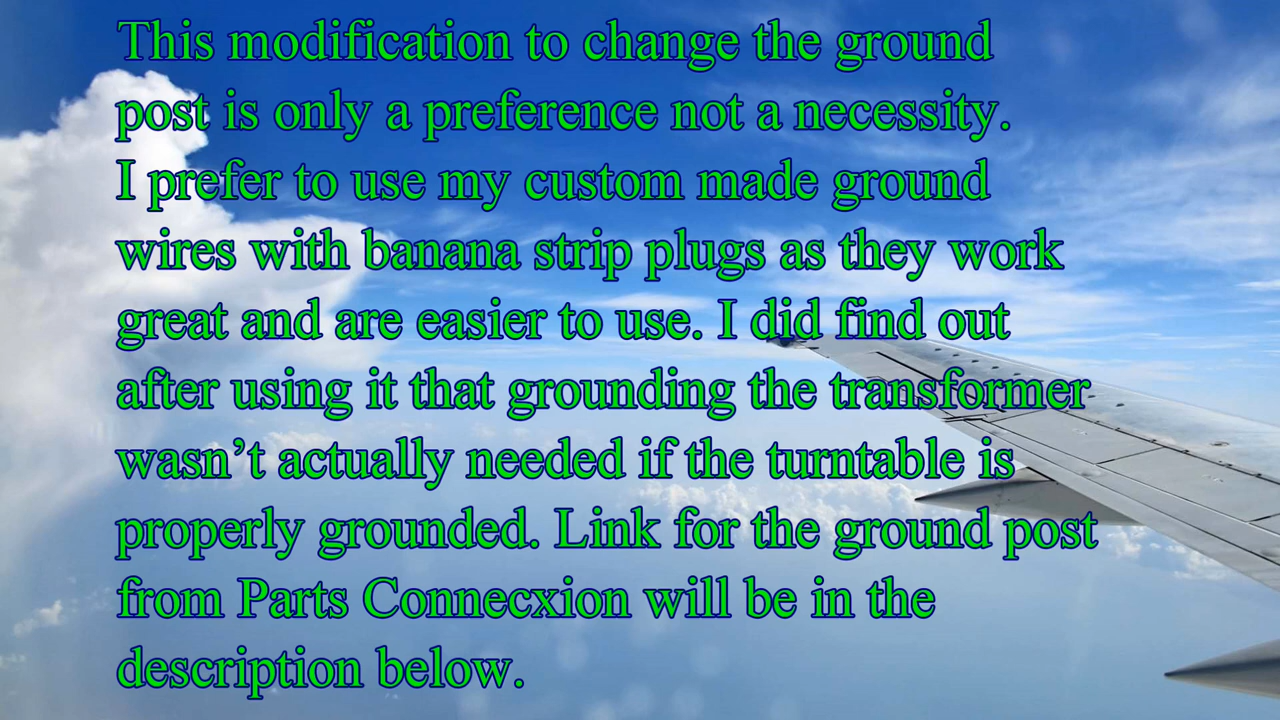 This modification to change the ground
post is only a preference not a necessity.
I prefer to use my custom made ground
wires with banana strip plugs as they work
great and are easier to use. I did find out
after using it that grounding the transformer
wasn’t actually needed if the turntable is
properly grounded. Link for the ground post
from Parts Connecxion will be in the
description below.